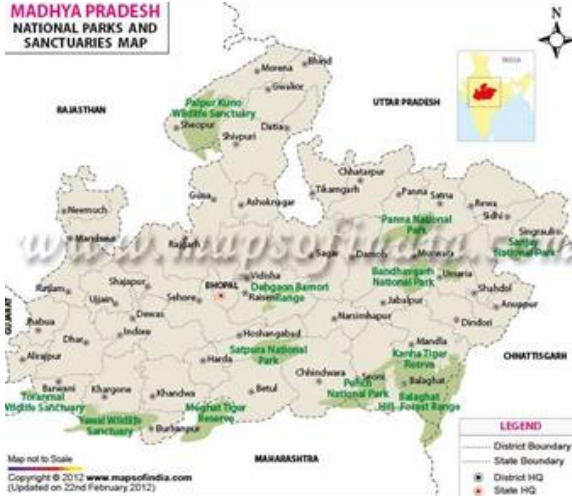 MADHYA PRADESH
NATIONAL PARKS AND
SANCTUARIES MAP
N
INDIA
Bhind
Morena
Gwalior
RAJASTHAN
UTTAR PRADESH
Palpur Kuno
Wildlife Sanctuary
Sheopur
Datia
Shivpuri
Chhatarpur
Tikamgarh
Panna
Satna
Rewa
Guna
Ashoknagar
Sidhi
Neemuch
Panna National
Park
Singrauli
Mandsaur
Rajgarh
www.mapsofindia.com
Sanjay
National Park
Sagar
Damoh
Vidisha
Bandhavgarh
National Park
Umaria
Shajapur
BHOPAL
Dubgaon Bamori
Range
Raisen
Ratlam
Ujjain
Sehore
Jabalpur
Shahdol
Anuppur
GUJARAT
Dewas
Narsimhapur
Dindori
Jhabua
Indore
Hoshangabad
Dhar
Mandla
CHHATTISGARH
Alirajpur
Satpura National
Park
Kanha Tiger
Resrve
Harda
Chhindwara
Seoni
Barwani
Khargone
Khandwa
Betul
Pench
National Park
Balaghat
Toranmal
Wildlife Sanctuary
Balaghat
Hill Forest Range
Yawal Wildlife
Sanctuary
Meghat Tigur
Reserve
Burhanpur
MAHARASHTRA
LEGEND
District Boundary
State Boundary
District HQ
State HQ
Map not to Scale
Copyright © 2012 www.mapsofindia.com
(Updated on 22nd February 2012)